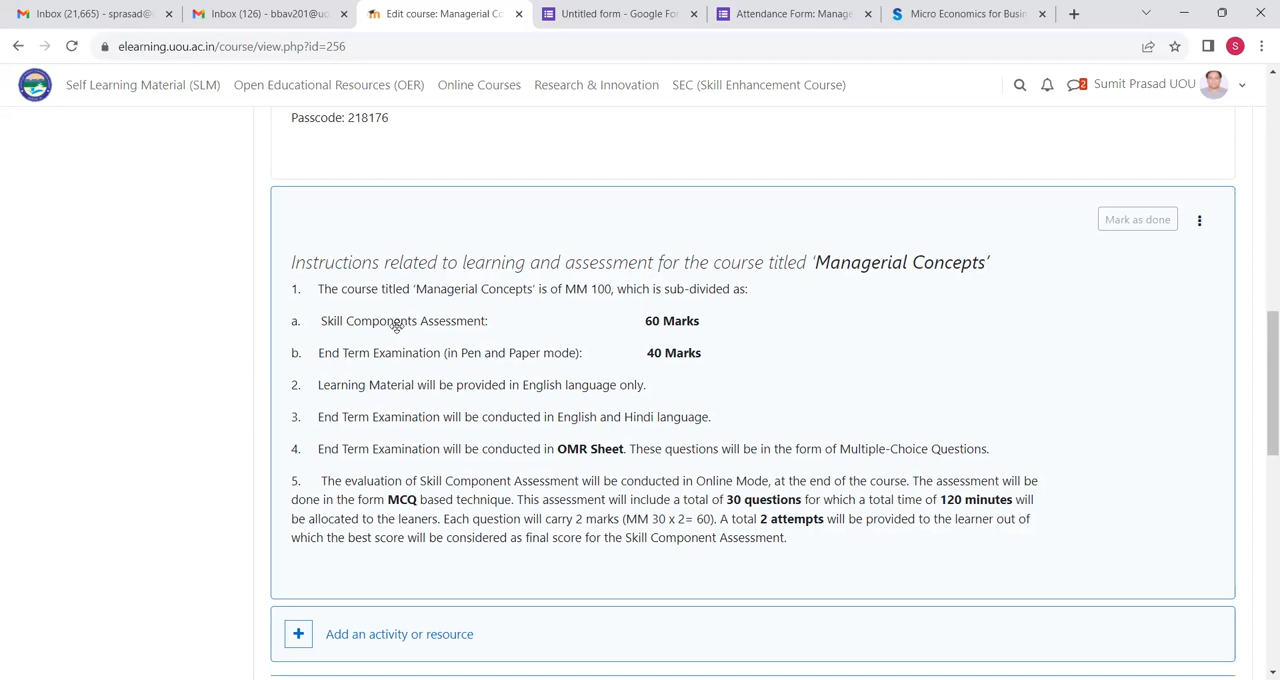 Inbox (21,665) - sprasad@
Inbox (126) - bbav201@uo
Edit course: Managerial Co
Untitled form - Google For
Attendance Form: Manage
Micro Economics for Busin
elearning.uou.ac.in/course/view.php?id=256
S
Self Learning Material (SLM) Open Educational Resources (OER) Online Courses Research & Innovation SEC (Skill Enhancement Course)
2
Sumit Prasad UOU
Passcode: 218176
Mark as done
Instructions related to learning and assessment for the course titled ‘Managerial Concepts’
1. The course titled ‘Managerial Concepts’ is of MM 100, which is sub-divided as:
a. Skill Components Assessment: 60 Marks
b. End Term Examination (in Pen and Paper mode): 40 Marks
2. Learning Material will be provided in English language only.
3. End Term Examination will be conducted in English and Hindi language.
4. End Term Examination will be conducted in OMR Sheet. These questions will be in the form of Multiple-Choice Questions.
5. The evaluation of Skill Component Assessment will be conducted in Online Mode, at the end of the course. The assessment will be
done in the form MCQ based technique. This assessment will include a total of 30 questions for which a total time of 120 minutes will
be allocated to the leaners. Each question will carry 2 marks (MM 30 x 2= 60). A total 2 attempts will be provided to the learner out of
which the best score will be considered as final score for the Skill Component Assessment.
Add an activity or resource